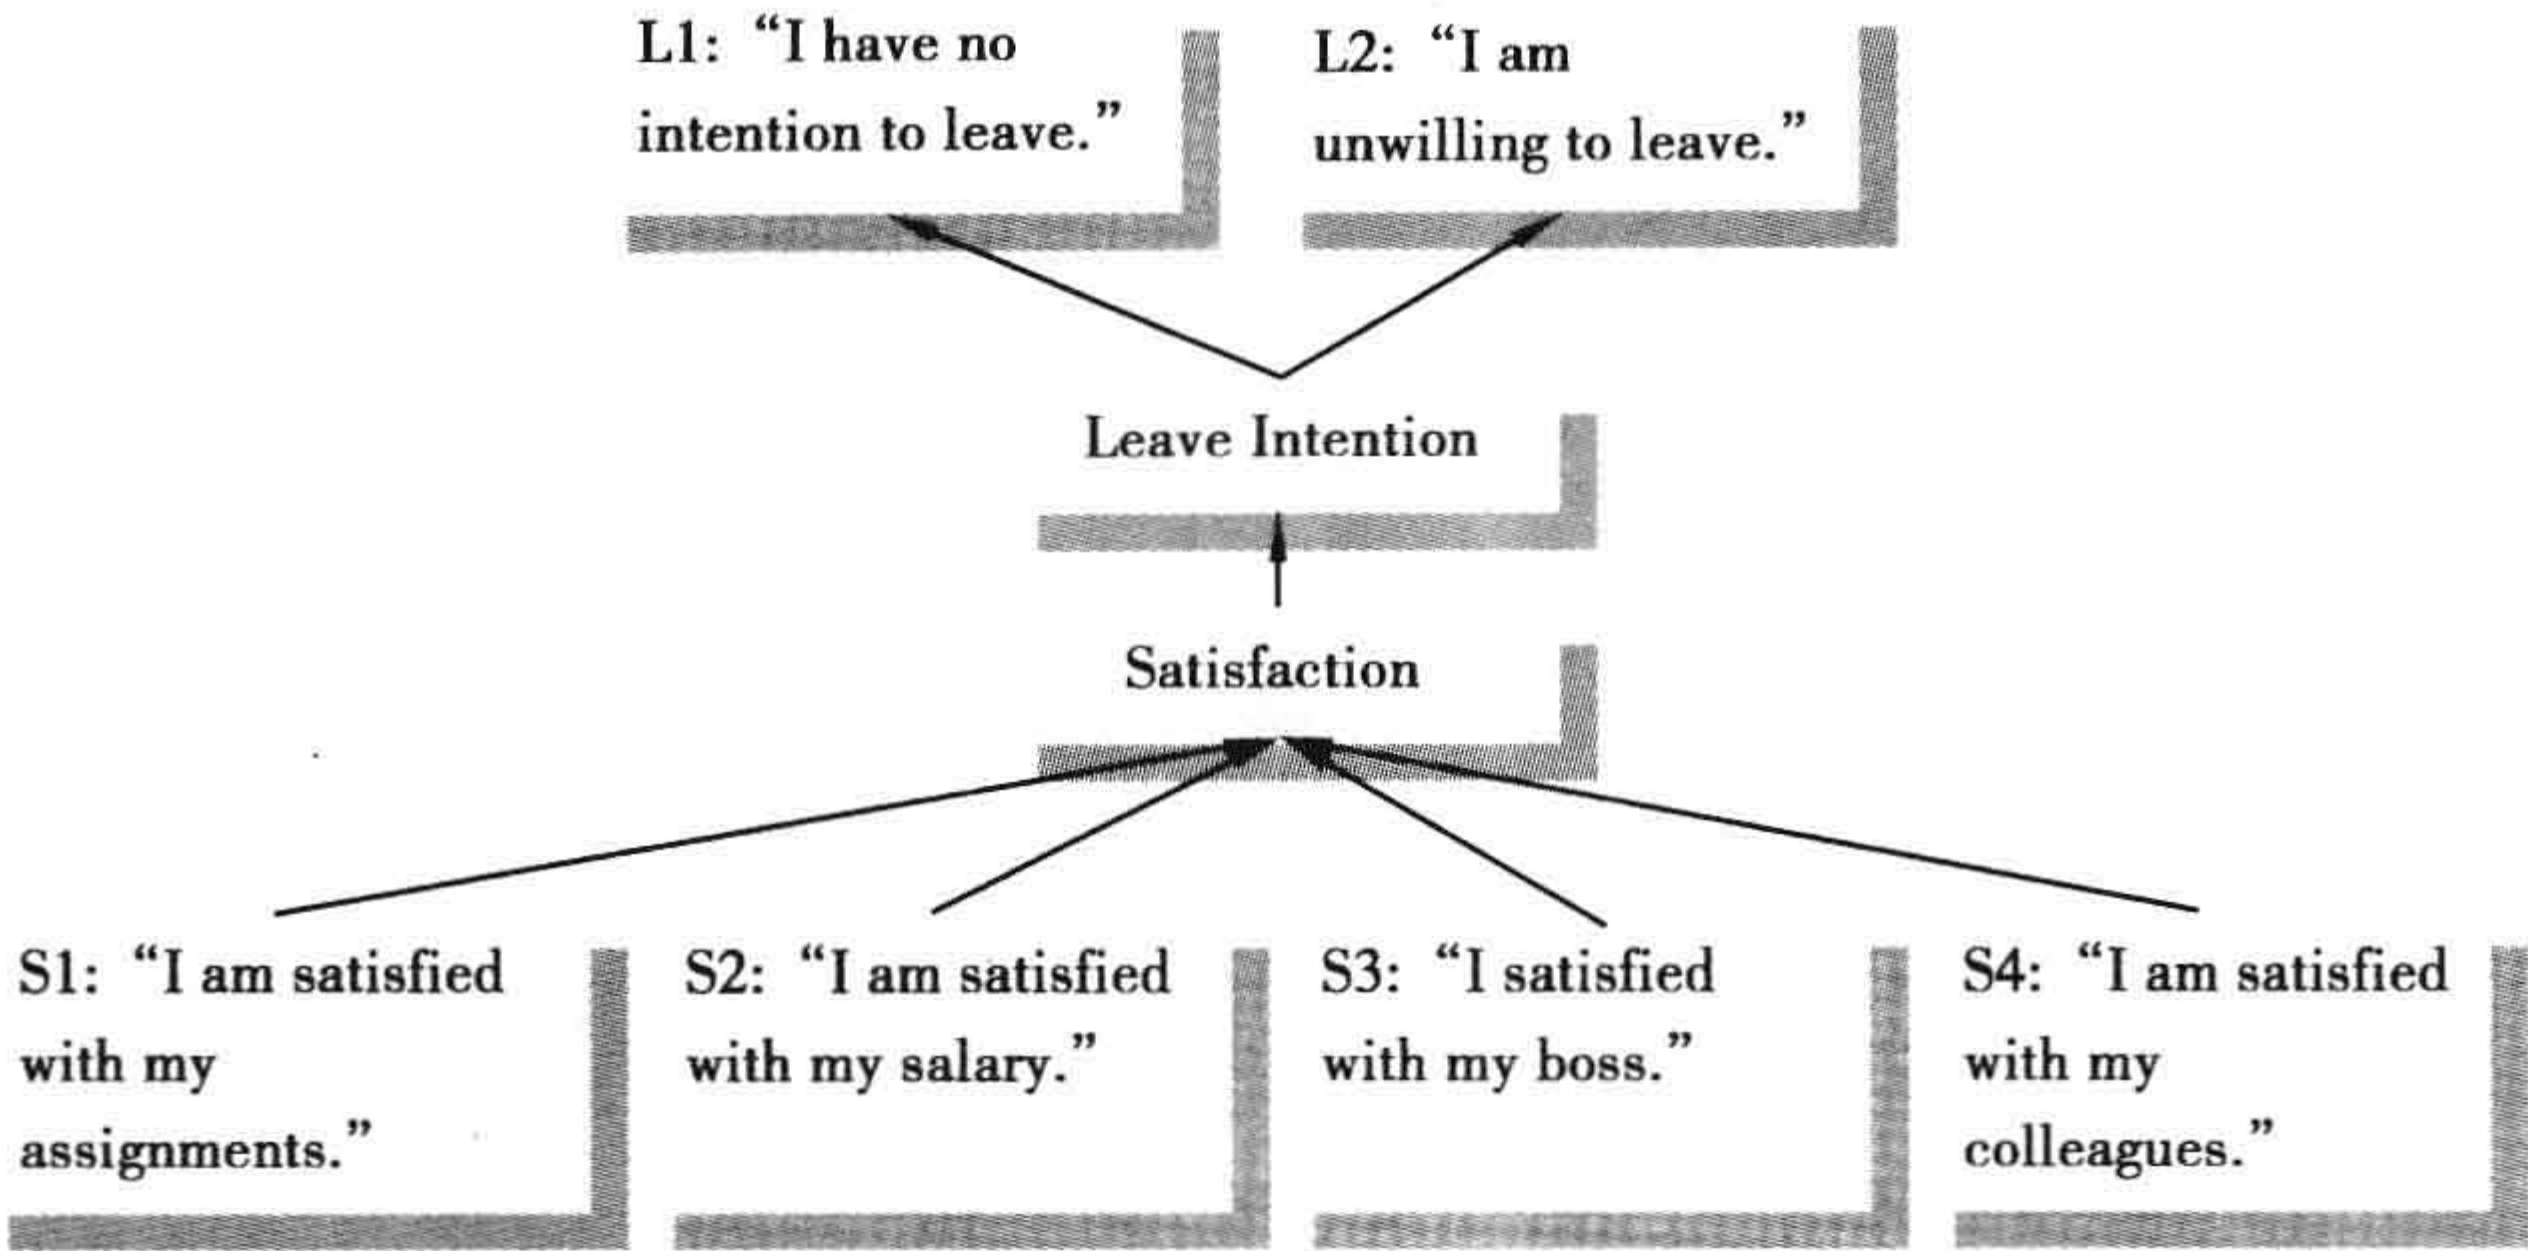 L1: “I have no
intention to leave.”
L2: “I am
unwilling to leave.”
Leave Intention
Satisfaction
S1: “I am satisfied
with my
assignments.”
S2: “I am satisfied
with my salary.”
S3: “I satisfied
with my boss.”
S4: “I am satisfied
with my
colleagues.”